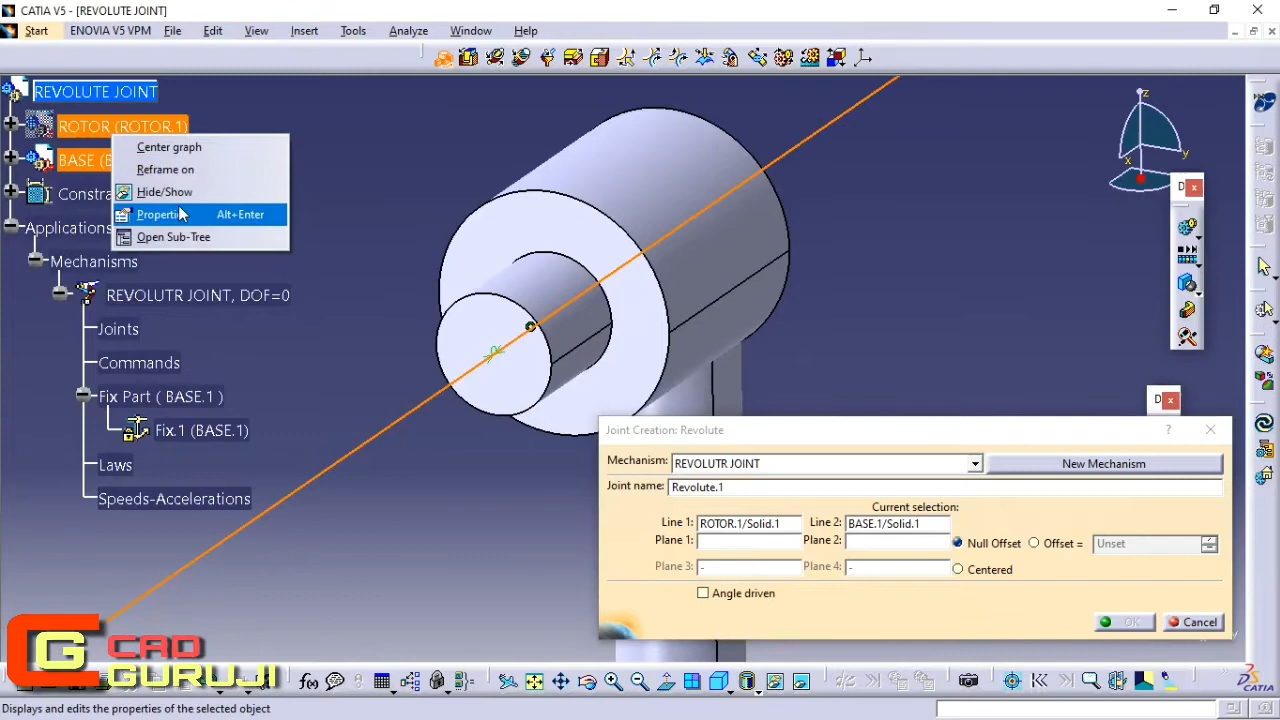 CATIA V5 - [REVOLUTE JOINT]
Start ENOVIA V5 VPM File Edit View Insert Tools Analyze Window Help
REVOLUTE JOINT
ROTOR (ROTOR.1)
BASE (B
Constra
Applications
Mechanisms
REVOLUTR JOINT, DOF=0
Joints
Commands
Fix Part ( BASE.1 )
Fix.1 (BASE.1)
Laws
Speeds-Accelerations
Center graph
Reframe on
Hide/Show
Alt+Enter
Open Sub-Tree
z
x
y
D
D
Joint Creation: Revolute
Mechanism: REVOLUTR JOINT New Mechanism
Joint name: Revolute.1
Current selection:
Line 1: ROTOR.1/Solid.1 Line 2: BASE.1/Solid.1
Plane 1: Plane 2: Null Offset Offset = Unset
Plane 3: - Plane 4: - Centered
Angle driven
OK Cancel
CG CAD GURUJI
f(x)
CATIA
Displays and edits the properties of the selected object